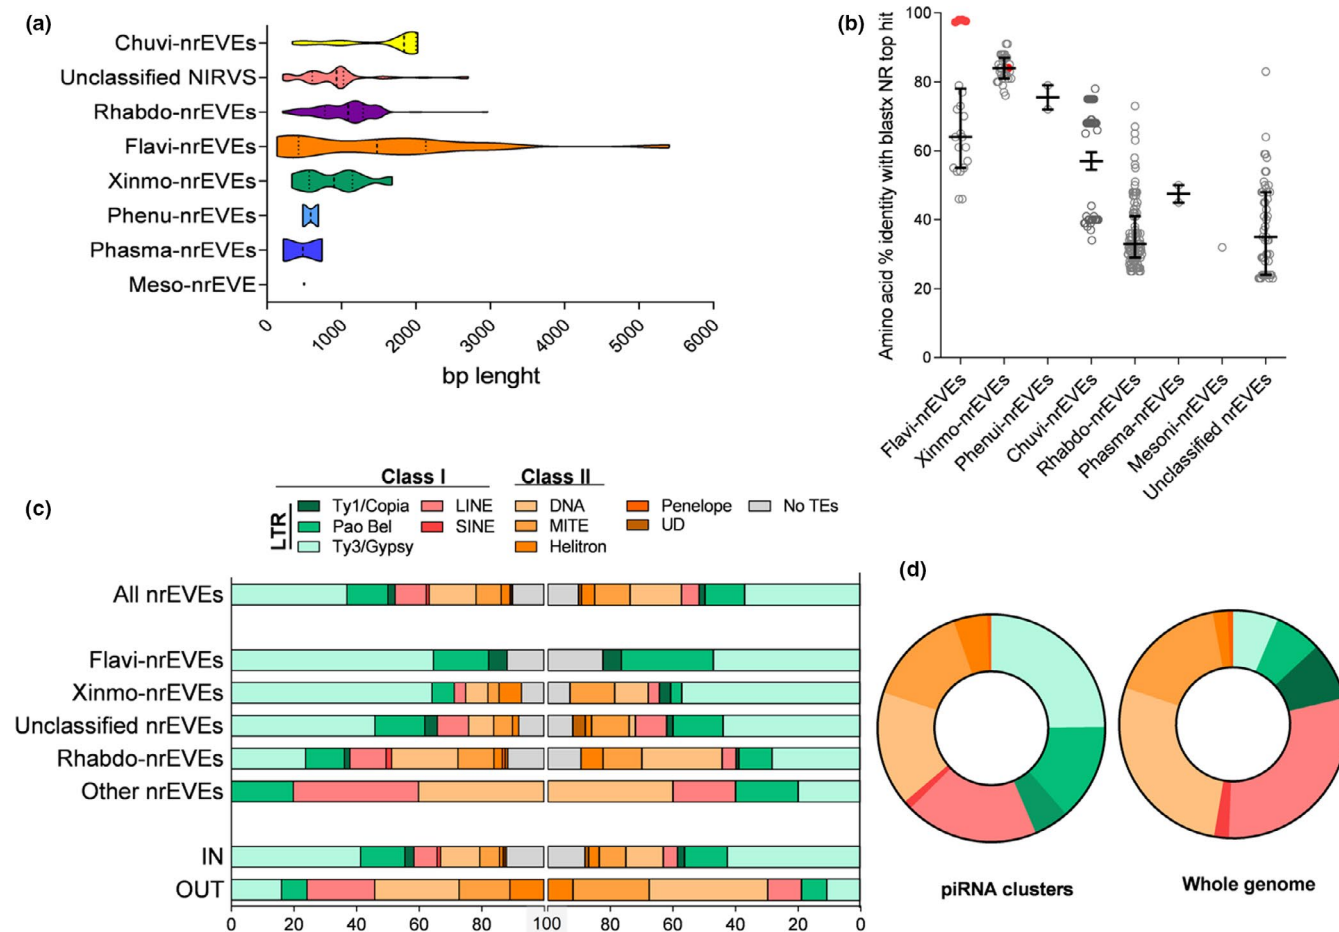 (a)
Chuvi-nrEVEs
Unclassified NIRVS
Rhabdo-nrEVEs
Flavi-nrEVEs
Xinmo-nrEVEs
Phenu-nrEVEs
Phasma-nrEVEs
Meso-nrEVE
0 1000 2000 3000 4000 5000 6000
bp lenght
(b)
Amino acid % identity with blastx NR top hit
100
80
60
40
20
0
Flavi-nrEVEs
Xinmo-nrEVEs
Phenui-nrEVEs
Chuvi-nrEVEs
Rhabdo-nrEVEs
Phasma-nrEVEs
Mesoni-nrEVEs
Unclassified nrEVEs
(c)
Class I Class II
LTR
Ty1/Copia LINE DNA Penelope No TEs
Pao Bel SINE MITE UD
Ty3/Gypsy Helitron
All nrEVEs
Flavi-nrEVEs
Xinmo-nrEVEs
Unclassified nrEVEs
Rhabdo-nrEVEs
Other nrEVEs
IN
OUT
0 20 40 60 80 100 100 80 60 40 20 0
(d)
piRNA clusters
Whole genome